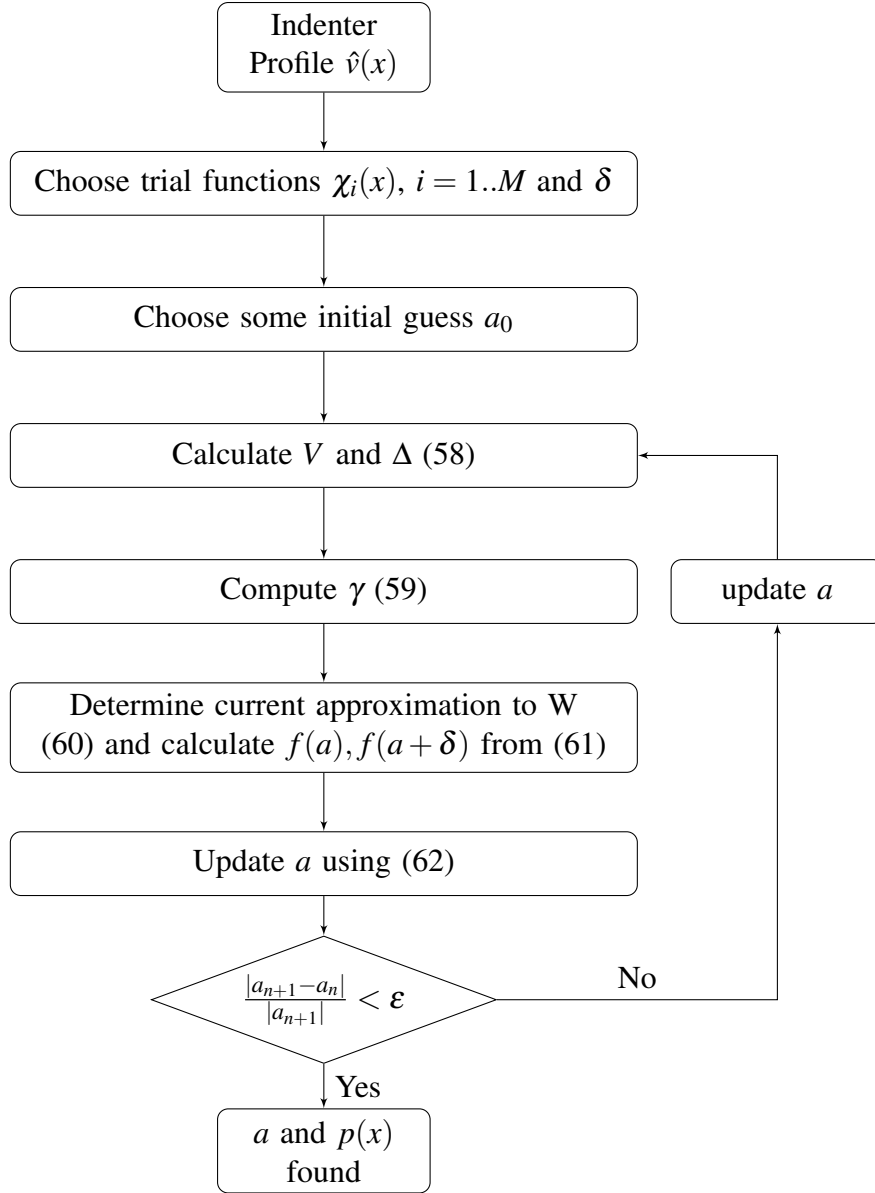 Indenter
Profile v̂(x)
Choose trial functions χᵢ(x), i = 1..M and δ
Choose some initial guess a₀
Calculate V and Δ (58)
Compute γ (59)
update a
Determine current approximation to W
(60) and calculate f(a), f(a + δ) from (61)
Update a using (62)
|aₙ₊₁−aₙ|/|aₙ₊₁| < ε
No
Yes
a and p(x)
found